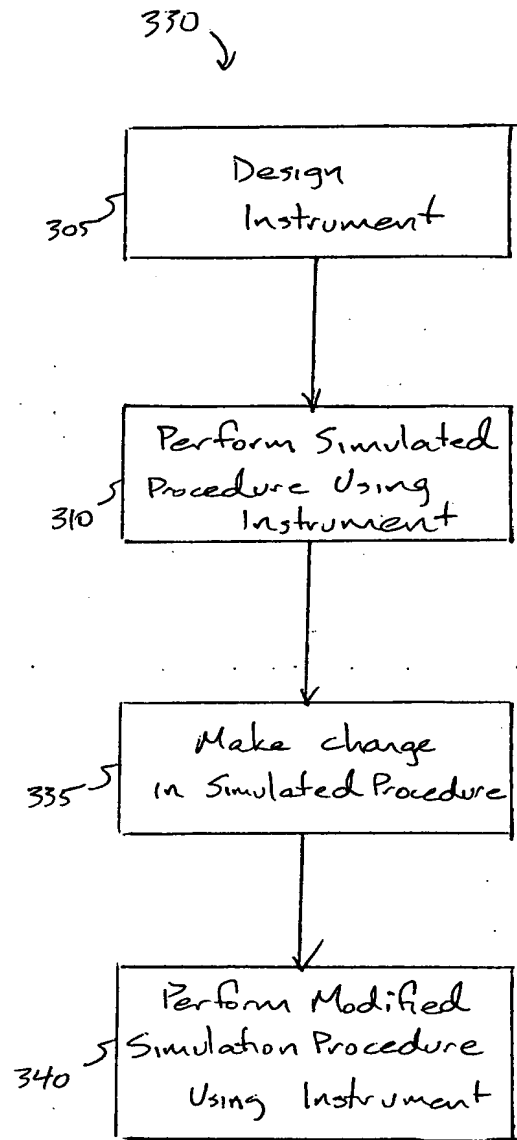 330
Design
Instrument
305
Perform Simulated
Procedure Using
Instrument
310
Make change
in Simulated Procedure
335
Perform Modified
Simulation Procedure
Using Instrument
340